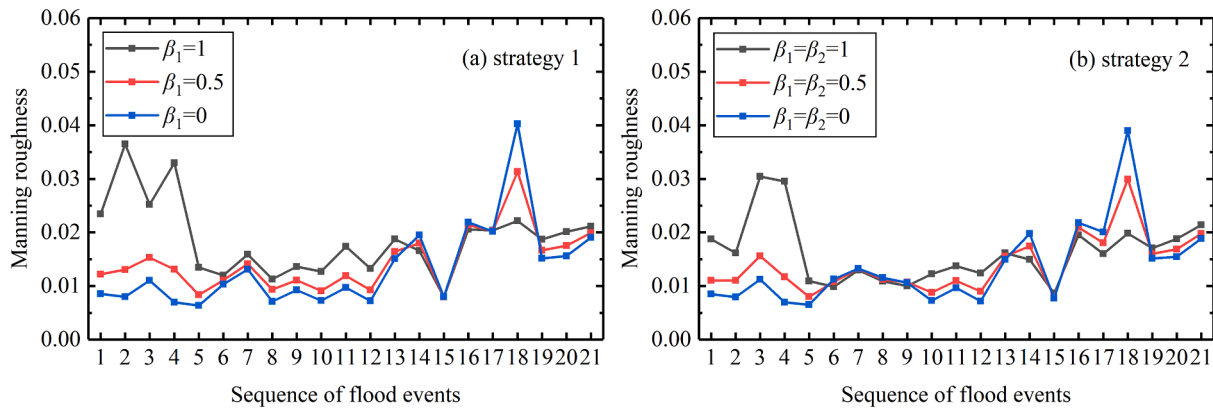 0.06
0.05
0.04
0.03
0.02
0.01
0.00
Manning roughness
β1=1
β1=0.5
β1=0
(a) strategy 1
1 2 3 4 5 6 7 8 9 10 11 12 13 14 15 16 17 18 19 20 21
Sequence of flood events
0.06
0.05
0.04
0.03
0.02
0.01
0.00
Manning roughness
β1=β2=1
β1=β2=0.5
β1=β2=0
(b) strategy 2
1 2 3 4 5 6 7 8 9 10 11 12 13 14 15 16 17 18 19 20 21
Sequence of flood events